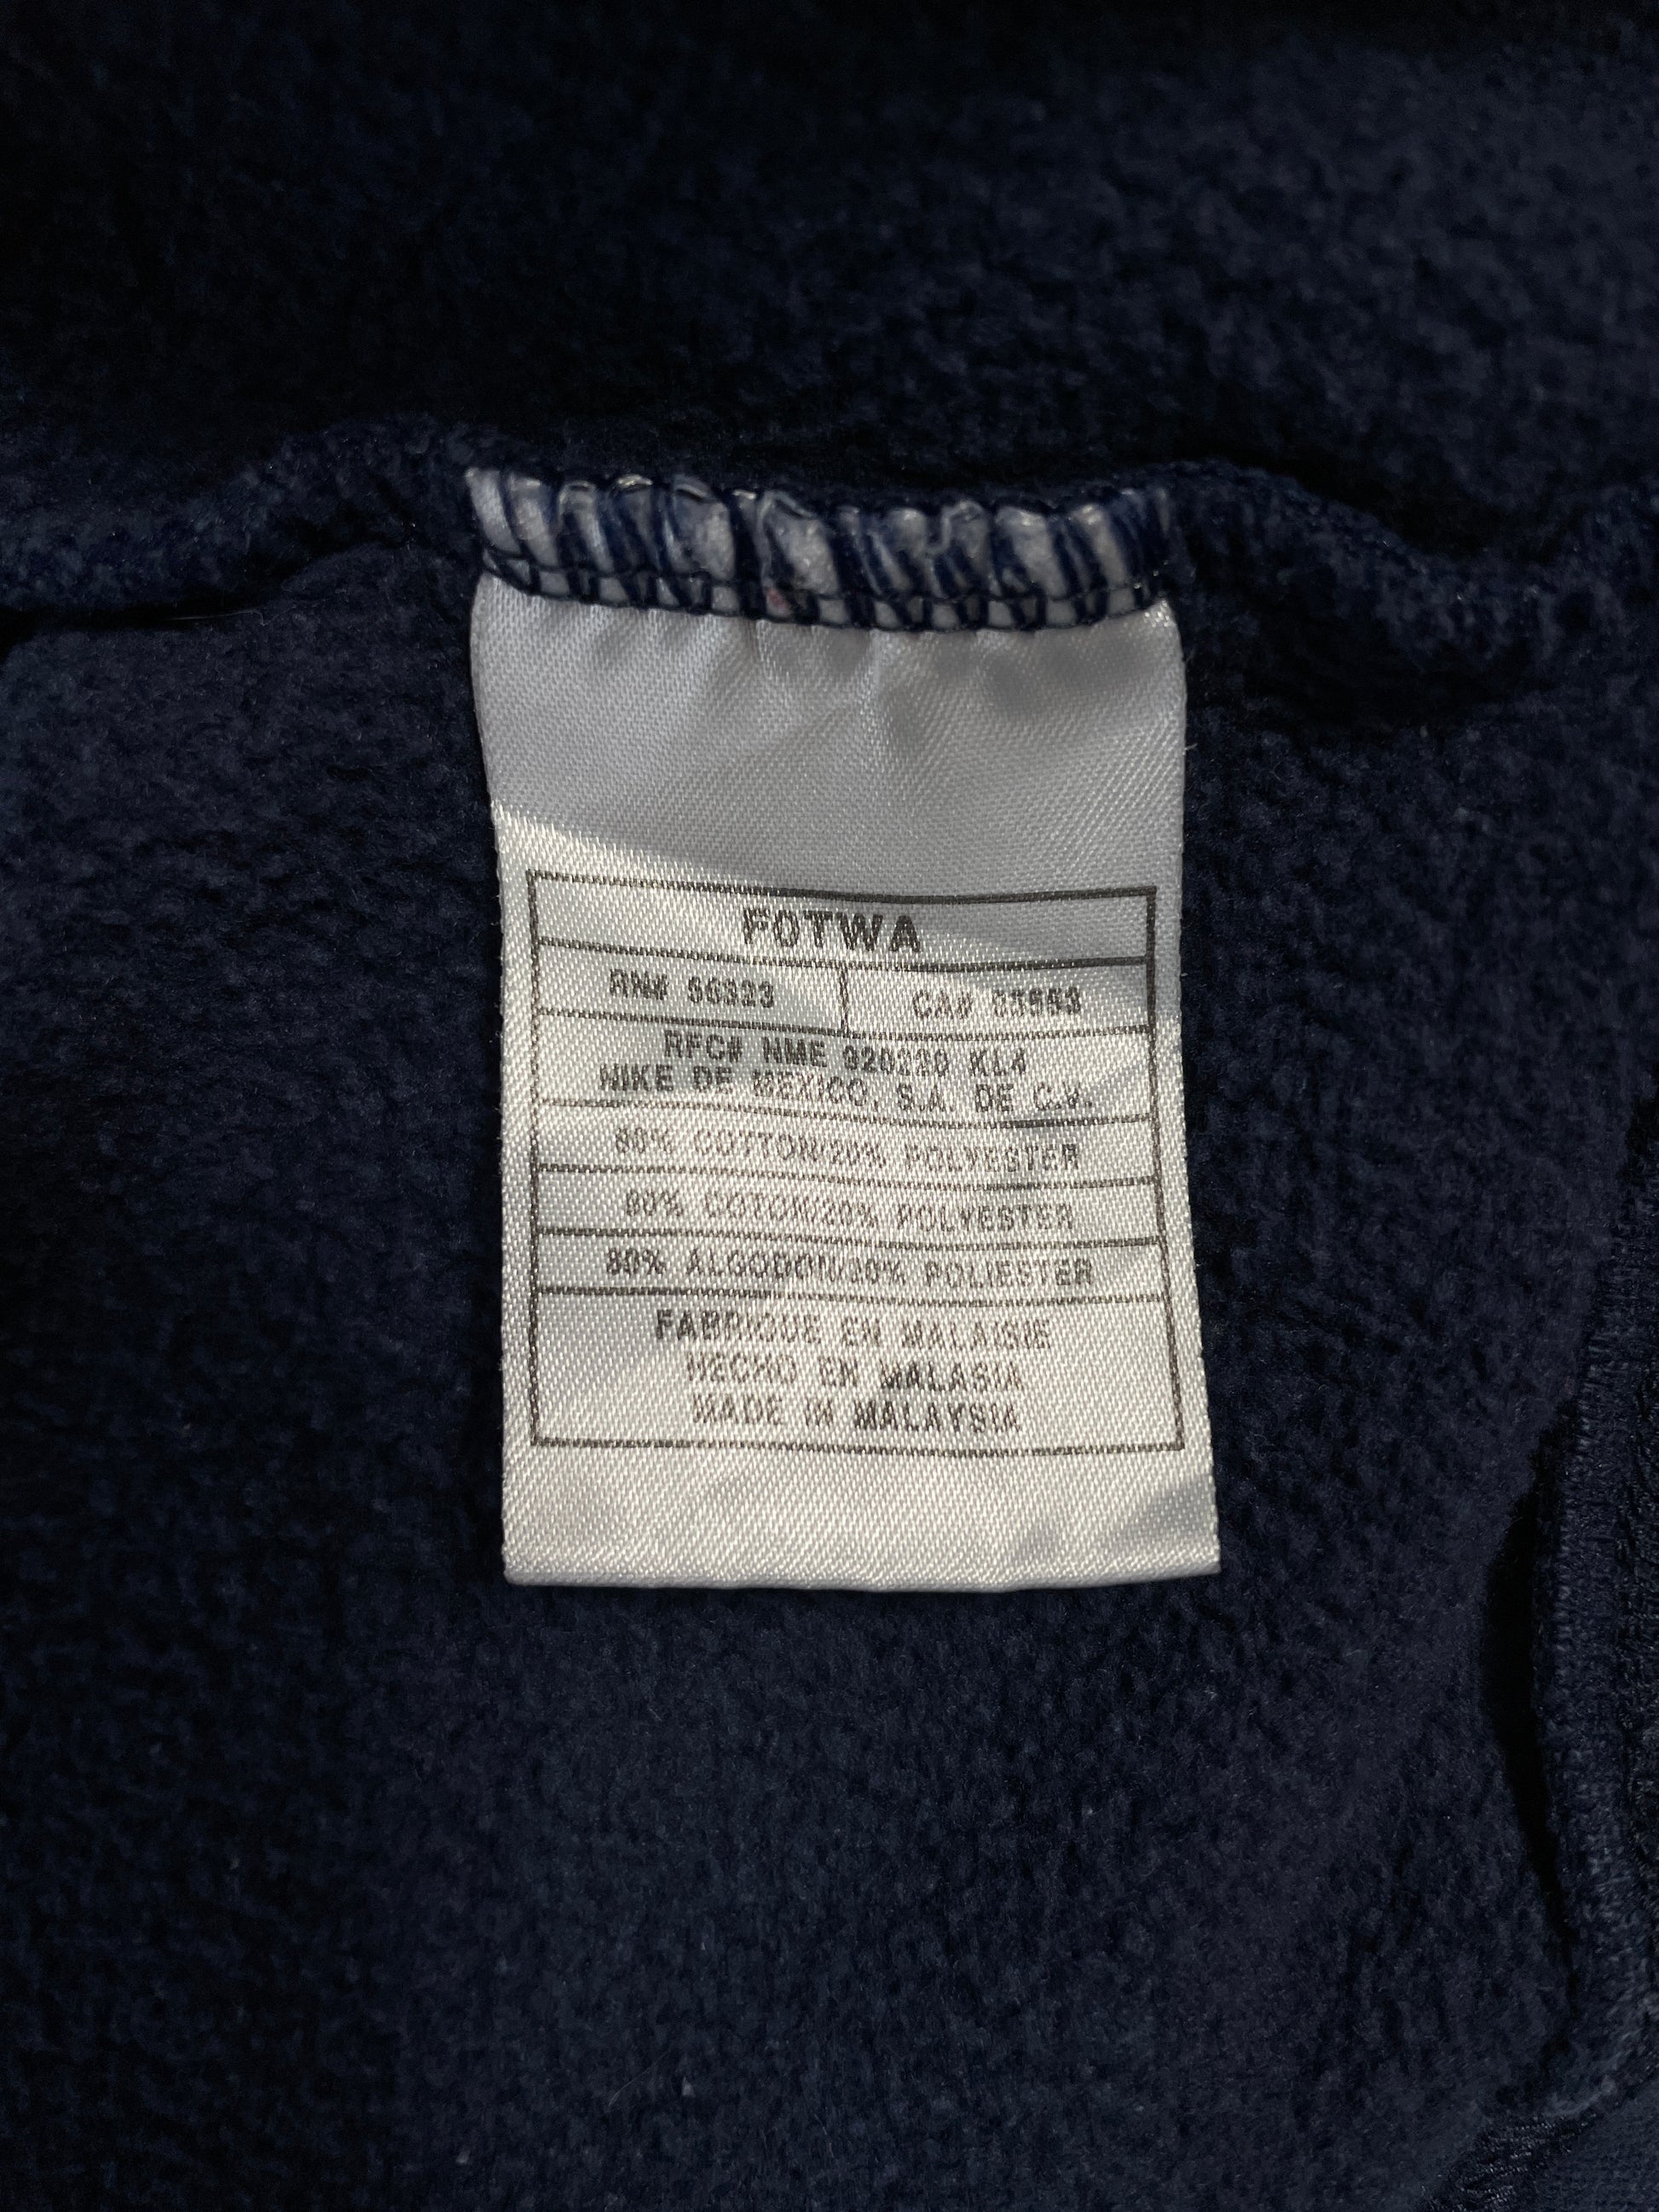 FOTWA
RN# 56323 CA# 05553
RFC# NME 920220 KL4
NIKE DE MEXICO, S.A. DE C.V.
80% COTTON/20% POLYESTER
80% COTON/20% POLYESTER
80% ALGODON/20% POLIESTER
FABRIQUE EN MALAISIE
HECHO EN MALASIA
MADE IN MALAYSIA